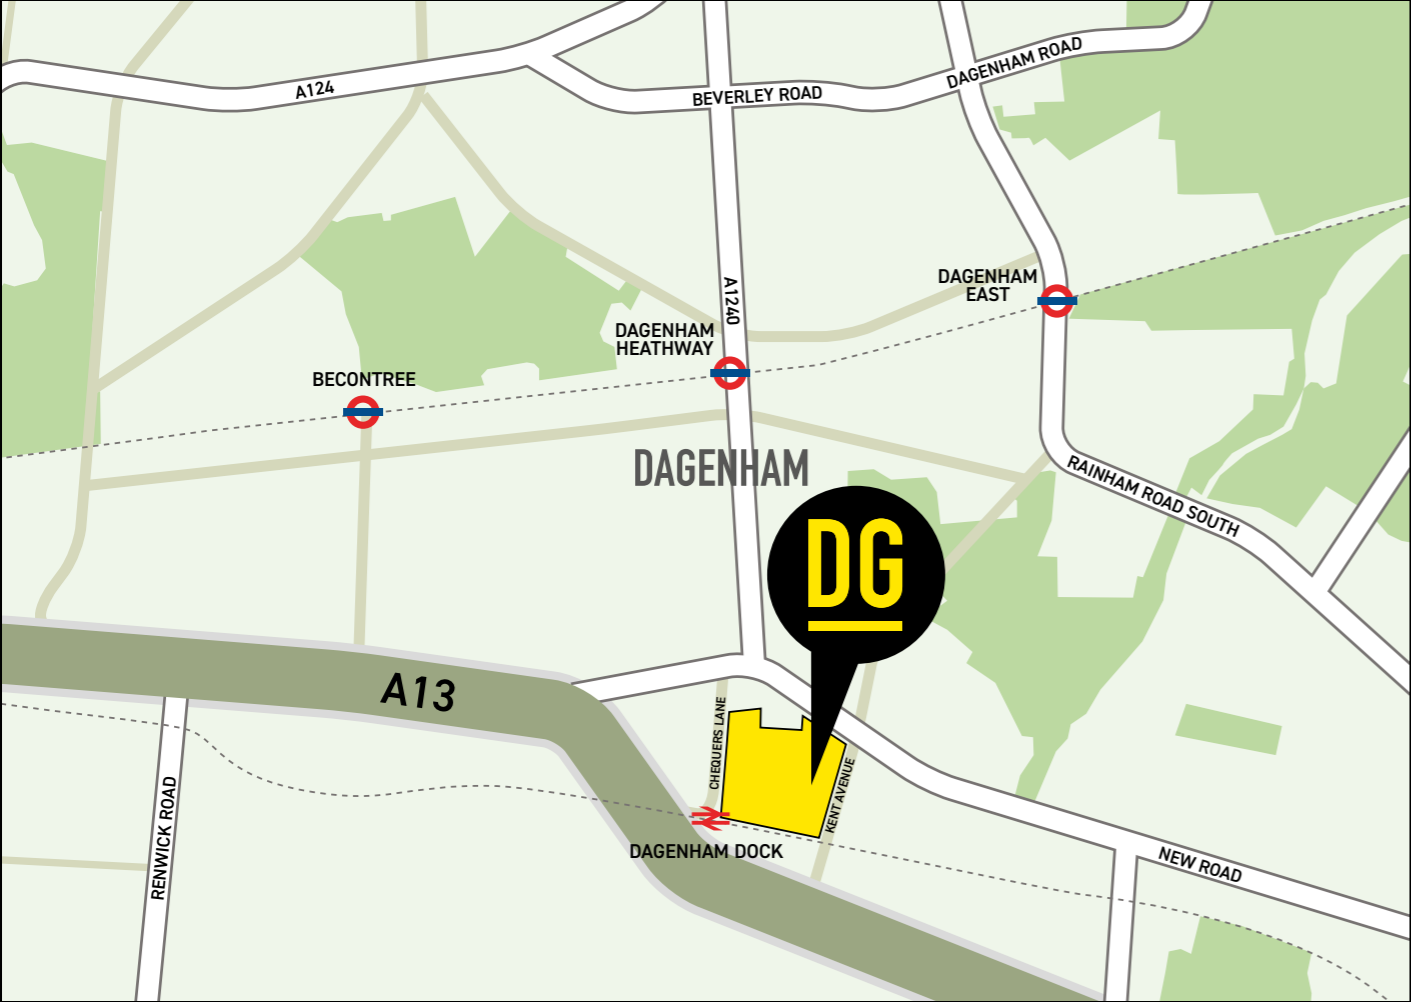 DAGENHAM ROAD
A124
BEVERLEY ROAD
DAGENHAM
EAST
A1240
DAGENHAM
HEATHWAY
BECONTREE
DAGENHAM
RAINHAM ROAD SOUTH
DG
A13
CHEQUERS LANE
KENT AVENUE
RENWICK ROAD
DAGENHAM DOCK
NEW ROAD